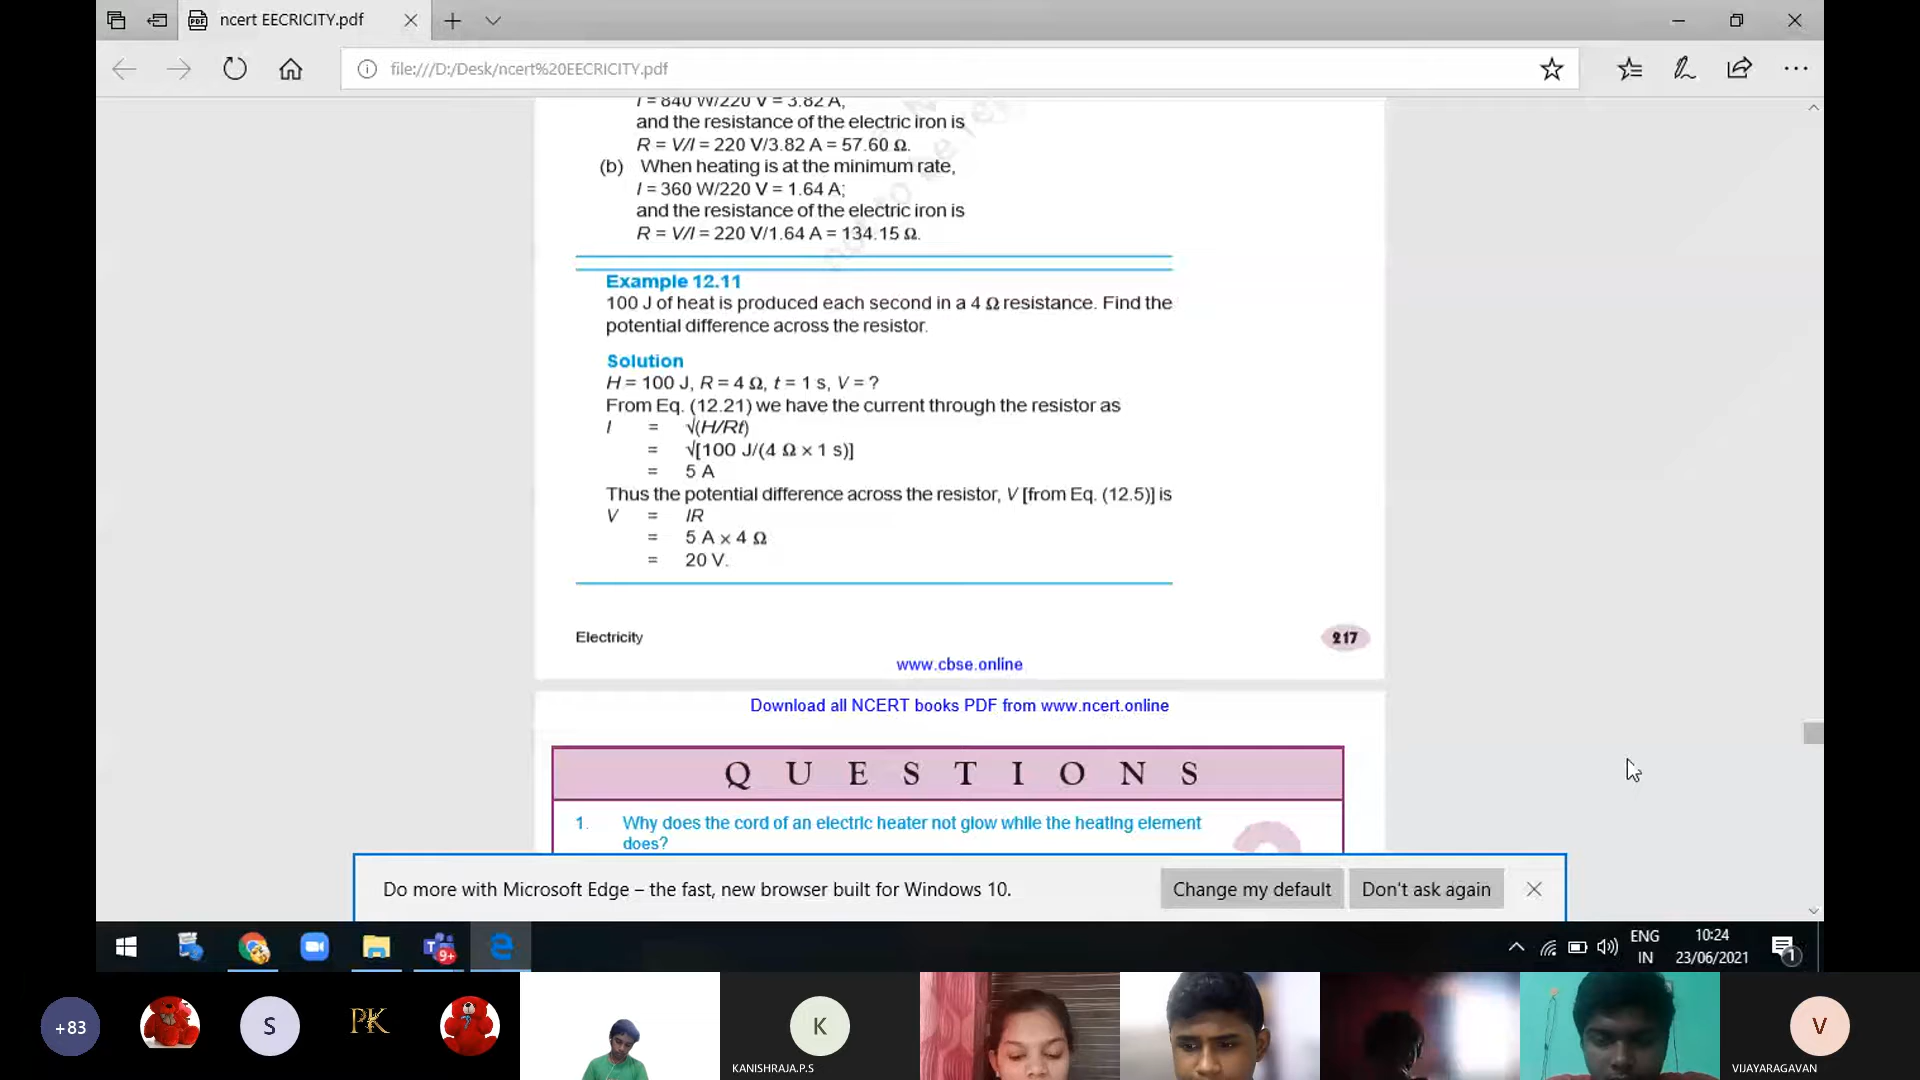 ncert EECRICITY.pdf
file:///D:/Desk/ncert%20EECRICITY.pdf
I = 840 W/220 V = 3.82 A,
and the resistance of the electric iron is
R = V/I = 220 V/3.82 A = 57.60 Ω.
(b) When heating is at the minimum rate,
I = 360 W/220 V = 1.64 A;
and the resistance of the electric iron is
R = V/I = 220 V/1.64 A = 134.15 Ω.
Example 12.11
100 J of heat is produced each second in a 4 Ω resistance. Find the
potential difference across the resistor.
Solution
H = 100 J, R = 4 Ω, t = 1 s, V = ?
From Eq. (12.21) we have the current through the resistor as
I = √(H/Rt)
= √[100 J/(4 Ω × 1 s)]
= 5 A
Thus the potential difference across the resistor, V [from Eq. (12.5)] is
V = IR
= 5 A × 4 Ω
= 20 V.
Electricity
217
www.cbse.online
Download all NCERT books PDF from www.ncert.online
QUESTIONS
1. Why does the cord of an electric heater not glow while the heating element
does?
Do more with Microsoft Edge – the fast, new browser built for Windows 10.
Change my default
Don't ask again
9+
ENG
IN
10:24
23/06/2021
1
+83
S
PK
K
KANISHRAJA.P.S
V
VIJAYARAGAVAN